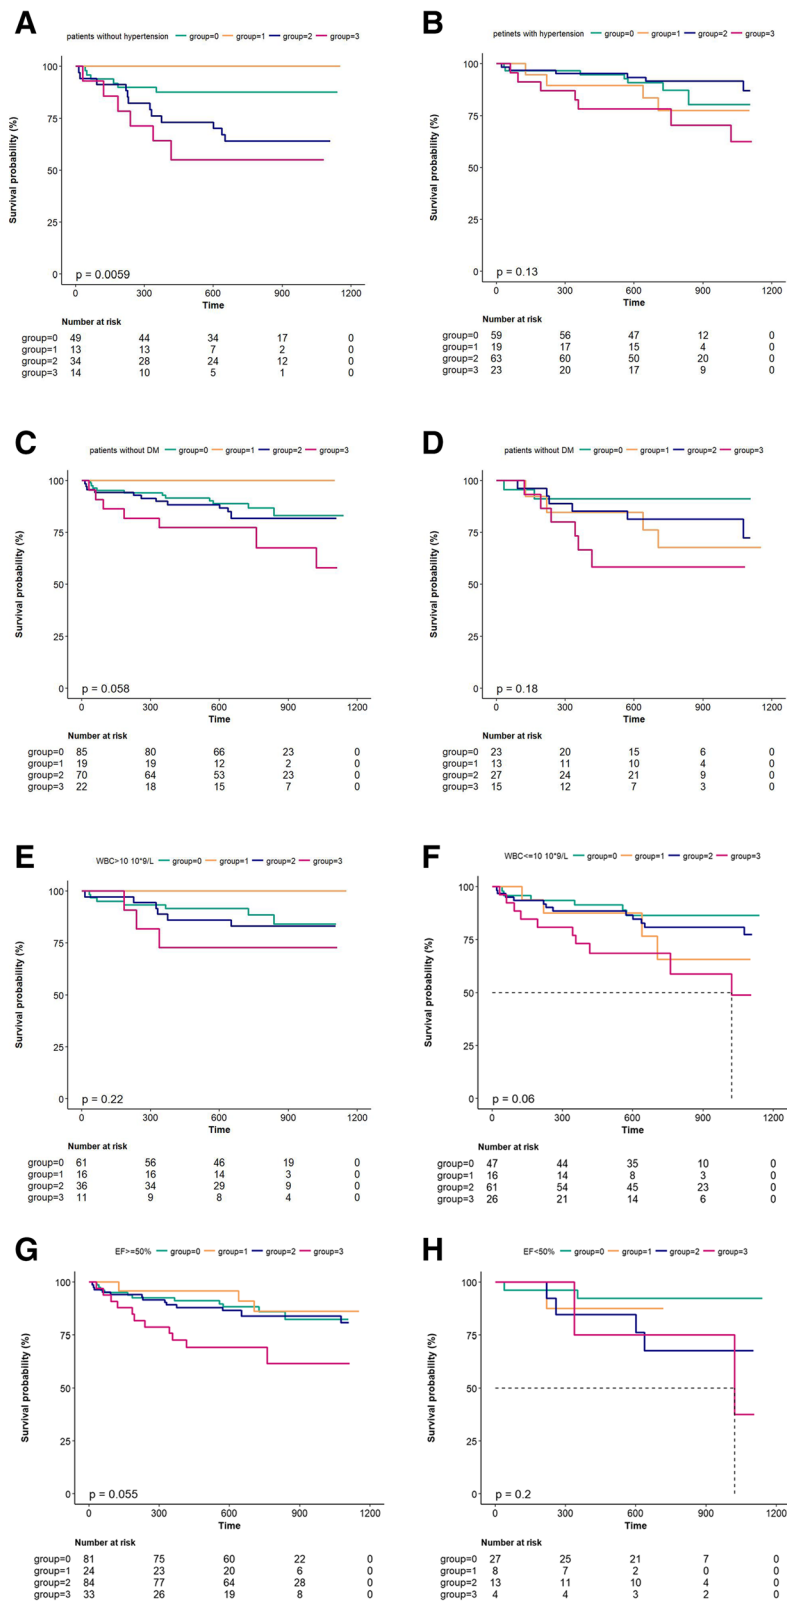 A
patients without hypertension group=0 group=1 group=2 group=3
Survival probability (%)
100
75
50
25
0
p = 0.0059
0 300 600 900 1200
Time
Number at risk
group=0 49 44 34 17 0
group=1 13 13 7 2 0
group=2 34 28 24 12 0
group=3 14 10 5 1 0
B
petinets with hypertension group=0 group=1 group=2 group=3
Survival probability (%)
100
75
50
25
0
p = 0.13
0 300 600 900 1200
Time
Number at risk
group=0 59 56 47 12 0
group=1 19 17 15 4 0
group=2 63 60 50 20 0
group=3 23 20 17 9 0
C
patients without DM group=0 group=1 group=2 group=3
Survival probability (%)
100
75
50
25
0
p = 0.058
0 300 600 900 1200
Time
Number at risk
group=0 85 80 66 23 0
group=1 19 19 12 2 0
group=2 70 64 53 23 0
group=3 22 18 15 7 0
D
patients without DM group=0 group=1 group=2 group=3
Survival probability (%)
100
75
50
25
0
p = 0.18
0 300 600 900 1200
Time
Number at risk
group=0 23 20 15 6 0
group=1 13 11 10 4 0
group=2 27 24 21 9 0
group=3 15 12 7 3 0
E
WBC>10 10*9/L group=0 group=1 group=2 group=3
Survival probability (%)
100
75
50
25
0
p = 0.22
0 300 600 900 1200
Time
Number at risk
group=0 61 56 46 19 0
group=1 16 16 14 3 0
group=2 36 34 29 9 0
group=3 11 9 8 4 0
F
WBC<=10 10*9/L group=0 group=1 group=2 group=3
Survival probability (%)
100
75
50
25
0
p = 0.06
0 300 600 900 1200
Time
Number at risk
group=0 47 44 35 10 0
group=1 16 14 8 3 0
group=2 61 54 45 23 0
group=3 26 21 14 6 0
G
EF>=50% group=0 group=1 group=2 group=3
Survival probability (%)
100
75
50
25
0
p = 0.055
0 300 600 900 1200
Time
Number at risk
group=0 81 75 60 22 0
group=1 24 23 20 6 0
group=2 84 77 64 28 0
group=3 33 26 19 8 0
H
EF<50% group=0 group=1 group=2 group=3
Survival probability (%)
100
75
50
25
0
p = 0.2
0 300 600 900 1200
Time
Number at risk
group=0 27 25 21 7 0
group=1 8 7 2 0 0
group=2 13 11 10 4 0
group=3 4 4 3 2 0